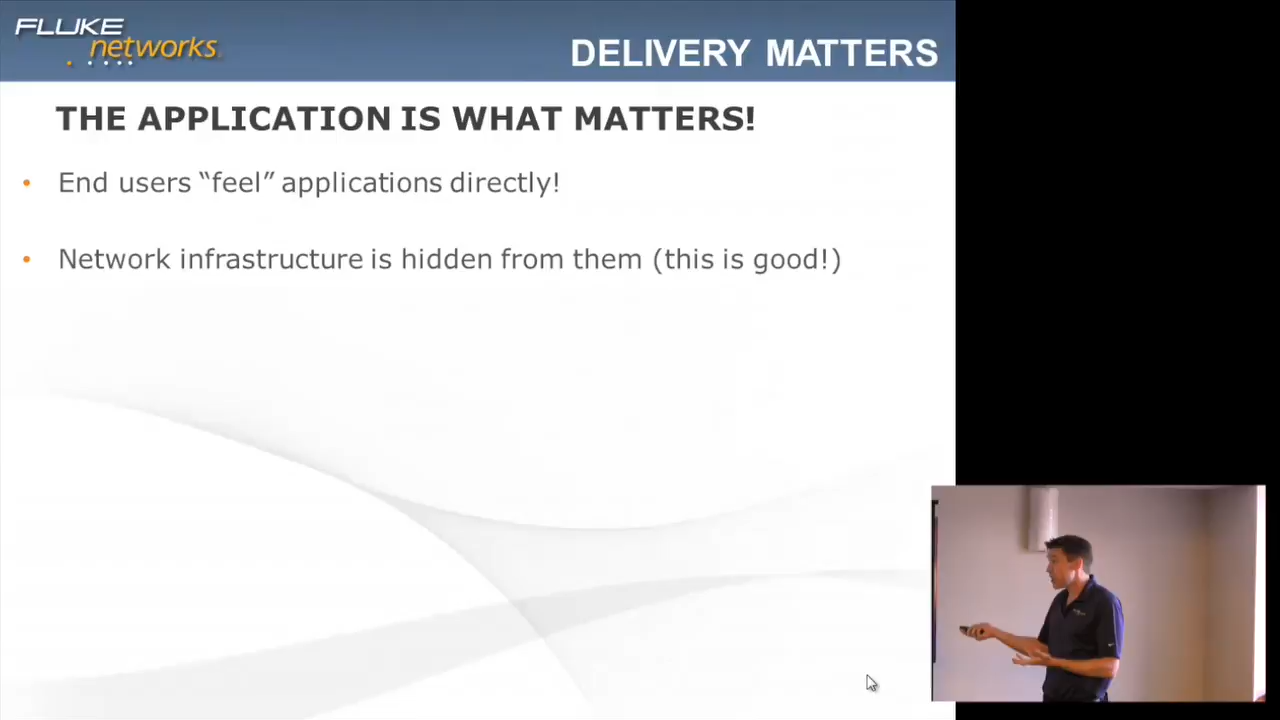 FLUKE
networks
DELIVERY MATTERS
THE APPLICATION IS WHAT MATTERS!
• End users “feel” applications directly!
• Network infrastructure is hidden from them (this is good!)